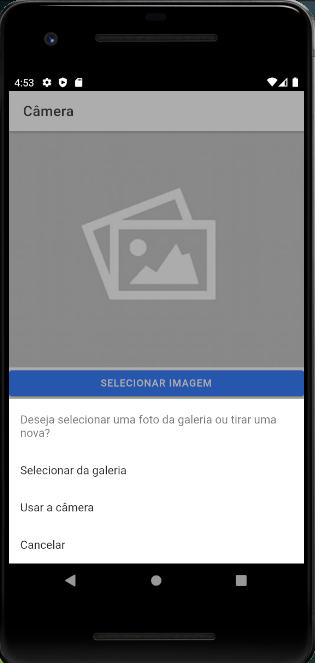 4:53
Câmera
SELECIONAR IMAGEM
Deseja selecionar uma foto da galeria ou tirar uma
nova?
Selecionar da galeria
Usar a câmera
Cancelar